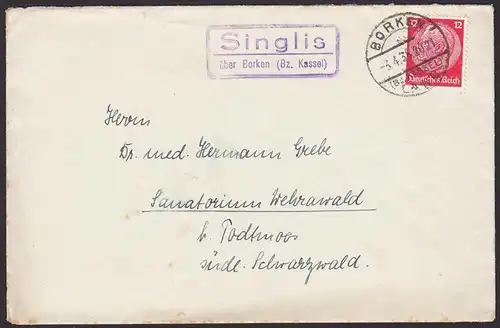 Singlis
über Borken (Bz. Kassel)
BORKEN
12 12
Deutsches Reich
Herrn
Dr. med. Hermann Grebe
Sanatorium Wehrawald
b. Todtmoos
südl. Schwarzwald.